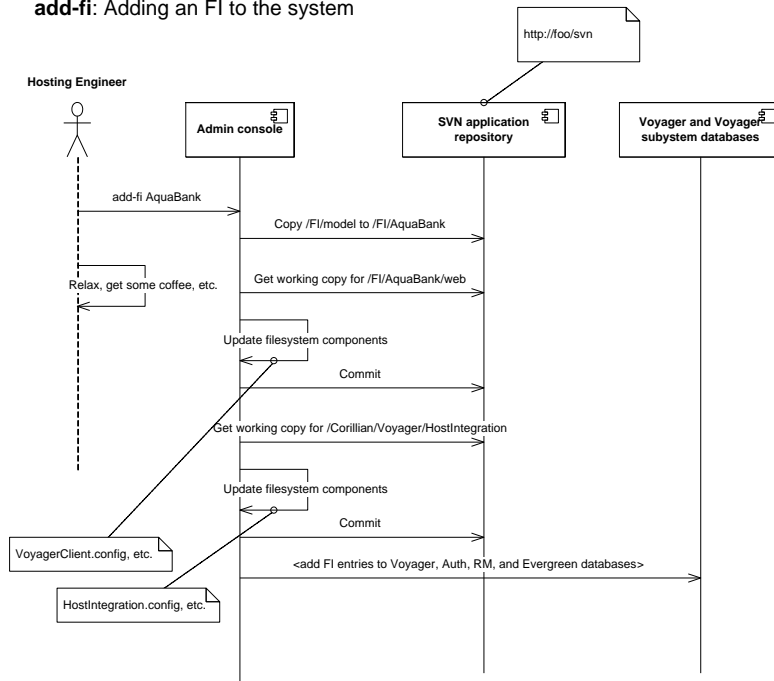 add-fi: Adding an FI to the system
http://foo/svn
Hosting Engineer
Admin console
SVN application
repository
Voyager and Voyager
subystem databases
add-fi AquaBank
Copy /FI/model to /FI/AquaBank
Get working copy for /FI/AquaBank/web
Relax, get some coffee, etc.
Update filesystem components
Commit
Get working copy for /Corillian/Voyager/HostIntegration
Update filesystem components
Commit
VoyagerClient.config, etc.
<add FI entries to Voyager, Auth, RM, and Evergreen databases>
HostIntegration.config, etc.